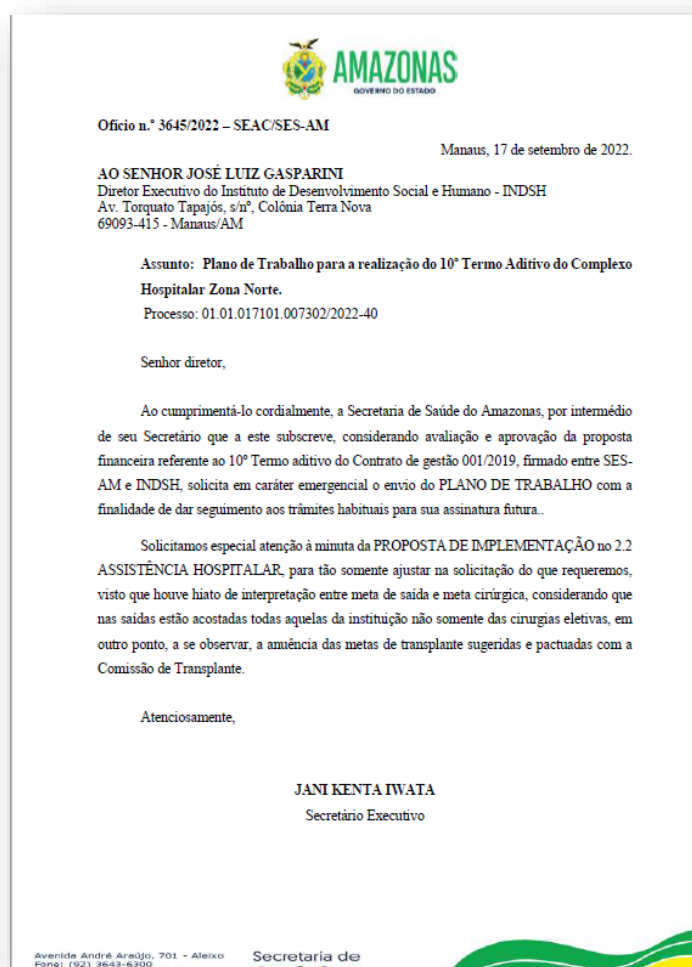 AMAZONAS
GOVERNO DO ESTADO
Ofício n.º 3645/2022 – SEAC/SES-AM
Manaus, 17 de setembro de 2022.
AO SENHOR JOSÉ LUIZ GASPARINI
Diretor Executivo do Instituto de Desenvolvimento Social e Humano - INDSH
Av. Torquato Tapajós, s/nº, Colônia Terra Nova
69093-415 - Manaus/AM
Assunto: Plano de Trabalho para a realização do 10º Termo Aditivo do Complexo
Hospitalar Zona Norte.
Processo: 01.01.017101.007302/2022-40
Senhor diretor,
Ao cumprimentá-lo cordialmente, a Secretaria de Saúde do Amazonas, por intermédio
de seu Secretário que a este subscreve, considerando avaliação e aprovação da proposta
financeira referente ao 10º Termo aditivo do Contrato de gestão 001/2019, firmado entre SES-
AM e INDSH, solicita em caráter emergencial o envio do PLANO DE TRABALHO com a
finalidade de dar seguimento aos trâmites habituais para sua assinatura futura..
Solicitamos especial atenção à minuta da PROPOSTA DE IMPLEMENTAÇÃO no 2.2
ASSISTÊNCIA HOSPITALAR, para tão somente ajustar na solicitação do que requeremos,
visto que houve hiato de interpretação entre meta de saída e meta cirúrgica, considerando que
nas saídas estão acostadas todas aquelas da instituição não somente das cirurgias eletivas, em
outro ponto, a se observar, a anuência das metas de transplante sugeridas e pactuadas com a
Comissão de Transplante.
Atenciosamente,
JANI KENTA IWATA
Secretário Executivo
Avenida André Araújo, 701 - Aleixo
Fone: (92) 3643-6300
Secretaria de